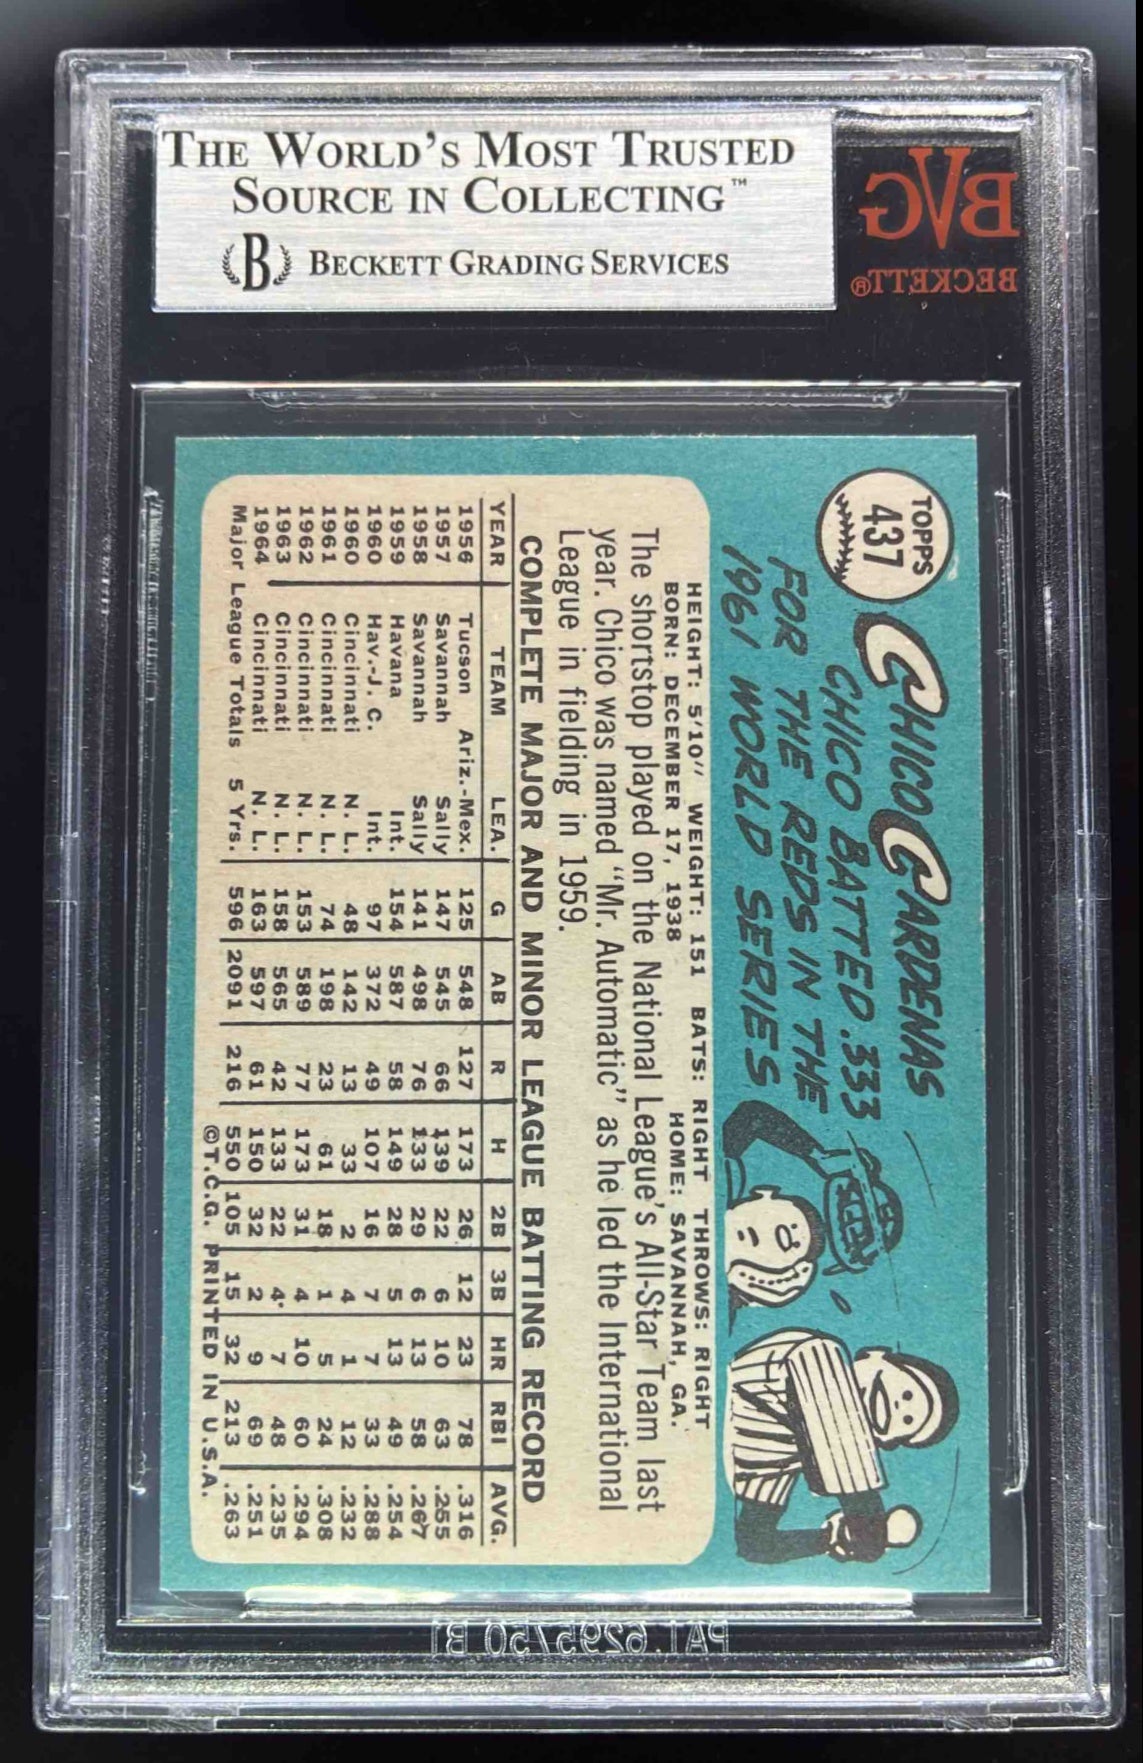 THE WORLD'S MOST TRUSTED
SOURCE IN COLLECTING™
B BECKETT GRADING SERVICES
BVG
BECKETT®
TOPPS
437
CHICO CARDENAS
CHICO BATTED .333
FOR THE REDS IN THE
1961 WORLD SERIES
HEIGHT: 5'10" WEIGHT: 151 BATS: RIGHT THROWS: RIGHT
BORN: DECEMBER 17, 1938 HOME: SAVANNAH, GA.
The shortstop played on the National League's All-Star Team last
year. Chico was named "Mr. Automatic" as he led the International
League in fielding in 1959.
COMPLETE MAJOR AND MINOR LEAGUE BATTING RECORD
YEAR TEAM LEA. G AB R H 2B 3B HR RBI AVG.
1956 Tucson Ariz.-Mex. 125 548 127 173 26 12 23 78 .316
1957 Savannah Sally 147 545 66 139 22 6 10 63 .255
1958 Savannah Sally 141 498 76 133 29 6 13 58 .267
1959 Havana Int. 154 587 58 149 28 5 13 49 .254
1960 Hav.-J. C. Int. 97 372 49 107 16 7 7 33 .288
1960 Cincinnati N. L. 48 142 13 33 2 4 1 12 .232
1961 Cincinnati N. L. 74 198 23 61 18 1 5 24 .308
1962 Cincinnati N. L. 153 589 77 173 31 4 10 60 .294
1963 Cincinnati N. L. 158 565 42 133 22 4 7 48 .235
1964 Cincinnati N. L. 163 597 61 150 32 2 9 69 .251
Major League Totals 5 Yrs. 596 2091 216 550 105 15 32 213 .263
©T.C.G. PRINTED IN U.S.A.
PAT. 6295750 B1